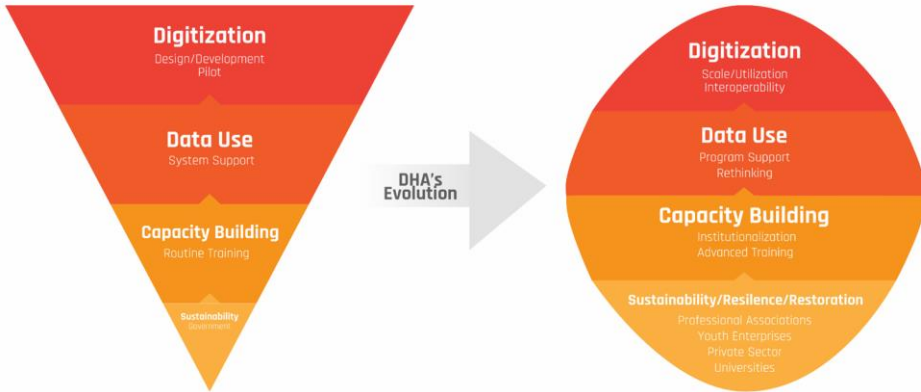 Digitization
Design/Development
Pilot
Data Use
System Support
Capacity Building
Routine Training
Sustainability
Government
DHA's
Evolution
Digitization
Scale/Utilization
Interoperability
Data Use
Program Support
Rethinking
Capacity Building
Institutionalization
Advanced Training
Sustainability/Resilence/Restoration
Professional Associations
Youth Enterprises
Private Sector
Universities